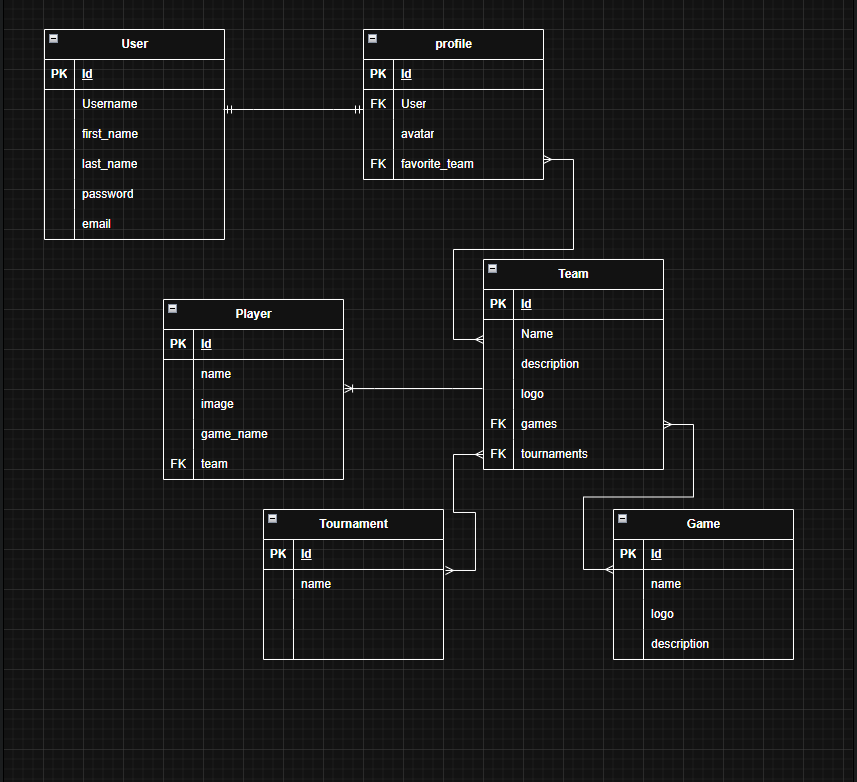 User
PK Id
Username
first_name
last_name
password
email
profile
PK Id
FK User
avatar
FK favorite_team
Team
PK Id
Name
description
logo
FK games
FK tournaments
Player
PK Id
name
image
game_name
FK team
Tournament
PK Id
name
Game
PK Id
name
logo
description